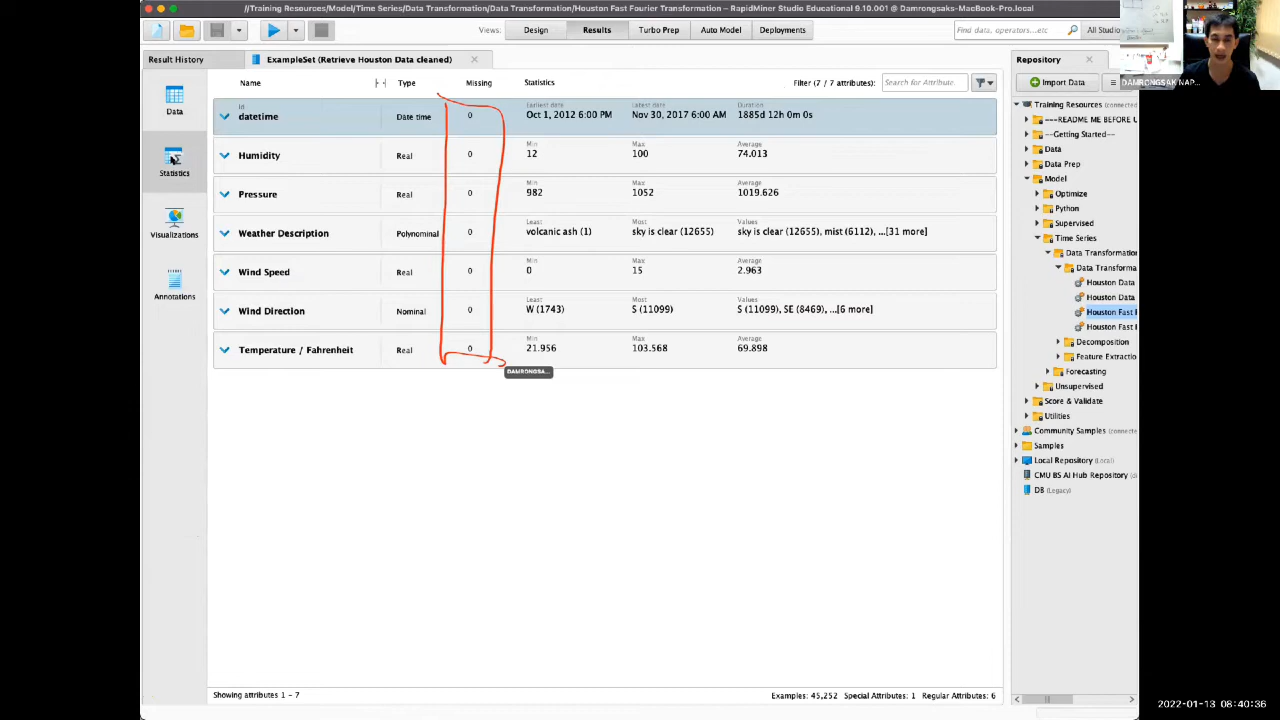 //Training Resources/Model/Time Series/Data Transformation/Data Transformation/Houston Fast Fourier Transformation – RapidMiner Studio Educational 9.10.000 @ Damrongsaks-MacBook-Pro.local
Views: Design Results Turbo Prep Auto Model Deployments Find data, operators...etc All Studio
DAMRONGSAK NAP...
Result History ExampleSet (Retrieve Houston Data cleaned) Repository
Name Type Missing Statistics Filter (7 / 7 attributes): Search for Attribute Import Data
Data
Statistics
Visualizations
Annotations
Id
datetime Date time 0 Earliest date Oct 1, 2012 6:00 PM Latest date Nov 30, 2017 6:00 AM Duration 1885d 12h 0m 0s
Humidity Real 0 Min 12 Max 100 Average 74.013
Pressure Real 0 Min 982 Max 1052 Average 1019.626
Weather Description Polynominal 0 Least volcanic ash (1) Most sky is clear (12655) Values sky is clear (12655), mist (6112), ...[31 more]
Wind Speed Real 0 Min 0 Max 15 Average 2.963
Wind Direction Nominal 0 Least W (1743) Most S (11099) Values S (11099), SE (8469), ...[6 more]
Temperature / Fahrenheit Real 0 Min 21.956 Max 103.568 Average 69.898
DAMRONGSA...
Training Resources (connected
---README ME BEFORE
--Getting Started--
Data
Data Prep
Model
Optimize
Python
Supervised
Time Series
Data Transformation
Data Transforma
Houston Data
Houston Data
Houston Fast
Houston Fast
Decomposition
Feature Extractio
Forecasting
Unsupervised
Score & Validate
Utilities
Community Samples (connecte
Samples
Local Repository (Local)
CMU BS AI Hub Repository
DB (Legacy)
Showing attributes 1 – 7 Examples: 45,252 Special Attributes: 1 Regular Attributes: 6
2022-01-13 08:40:36